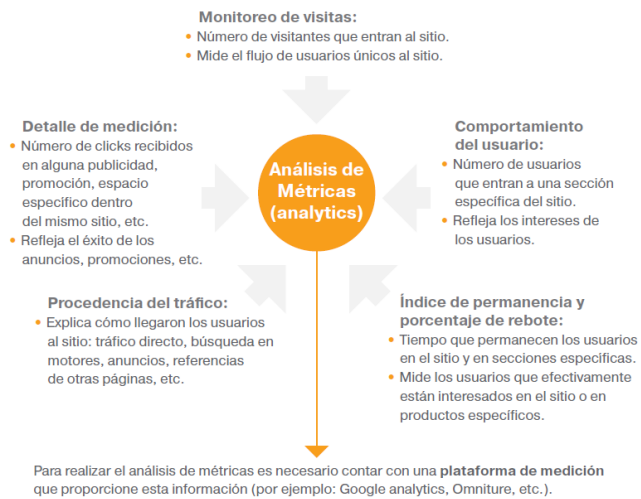 Monitoreo de visitas:
• Número de visitantes que entran al sitio.
• Mide el flujo de usuarios únicos al sitio.
Detalle de medición:
• Número de clicks recibidos
en alguna publicidad,
promoción, espacio
especifico dentro
del mismo sitio, etc.
• Refleja el éxito de los
anuncios, promociones, etc.
Análisis de
Métricas
(analytics)
Comportamiento
del usuario:
• Número de usuarios
que entran a una sección
específica del sitio.
• Refleja los intereses de
los usuarios.
Procedencia del tráfico:
• Explica cómo llegaron los usuarios
al sitio: tráfico directo, búsqueda en
motores, anuncios, referencias
de otras páginas, etc.
Índice de permanencia y
porcentaje de rebote:
• Tiempo que permanecen los usuarios
en el sitio y en secciones especificas.
• Mide los usuarios que efectivamente
están interesados en el sitio o en
productos específicos.
Para realizar el análisis de métricas es necesario contar con una plataforma de medición
que proporcione esta información (por ejemplo: Google analytics, Omniture, etc.).